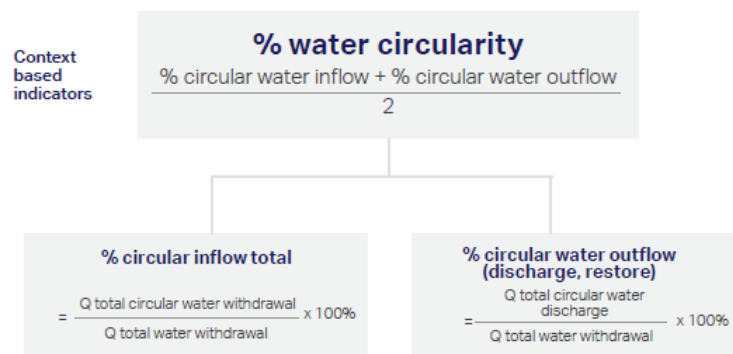 % water circularity
Context
based
indicators
% circular water inflow + % circular water outflow
2
% circular inflow total
= Q total circular water withdrawal x 100%
Q total water withdrawal
% circular water outflow
(discharge, restore)
Q total circular water
discharge
= x 100%
Q total water withdrawal